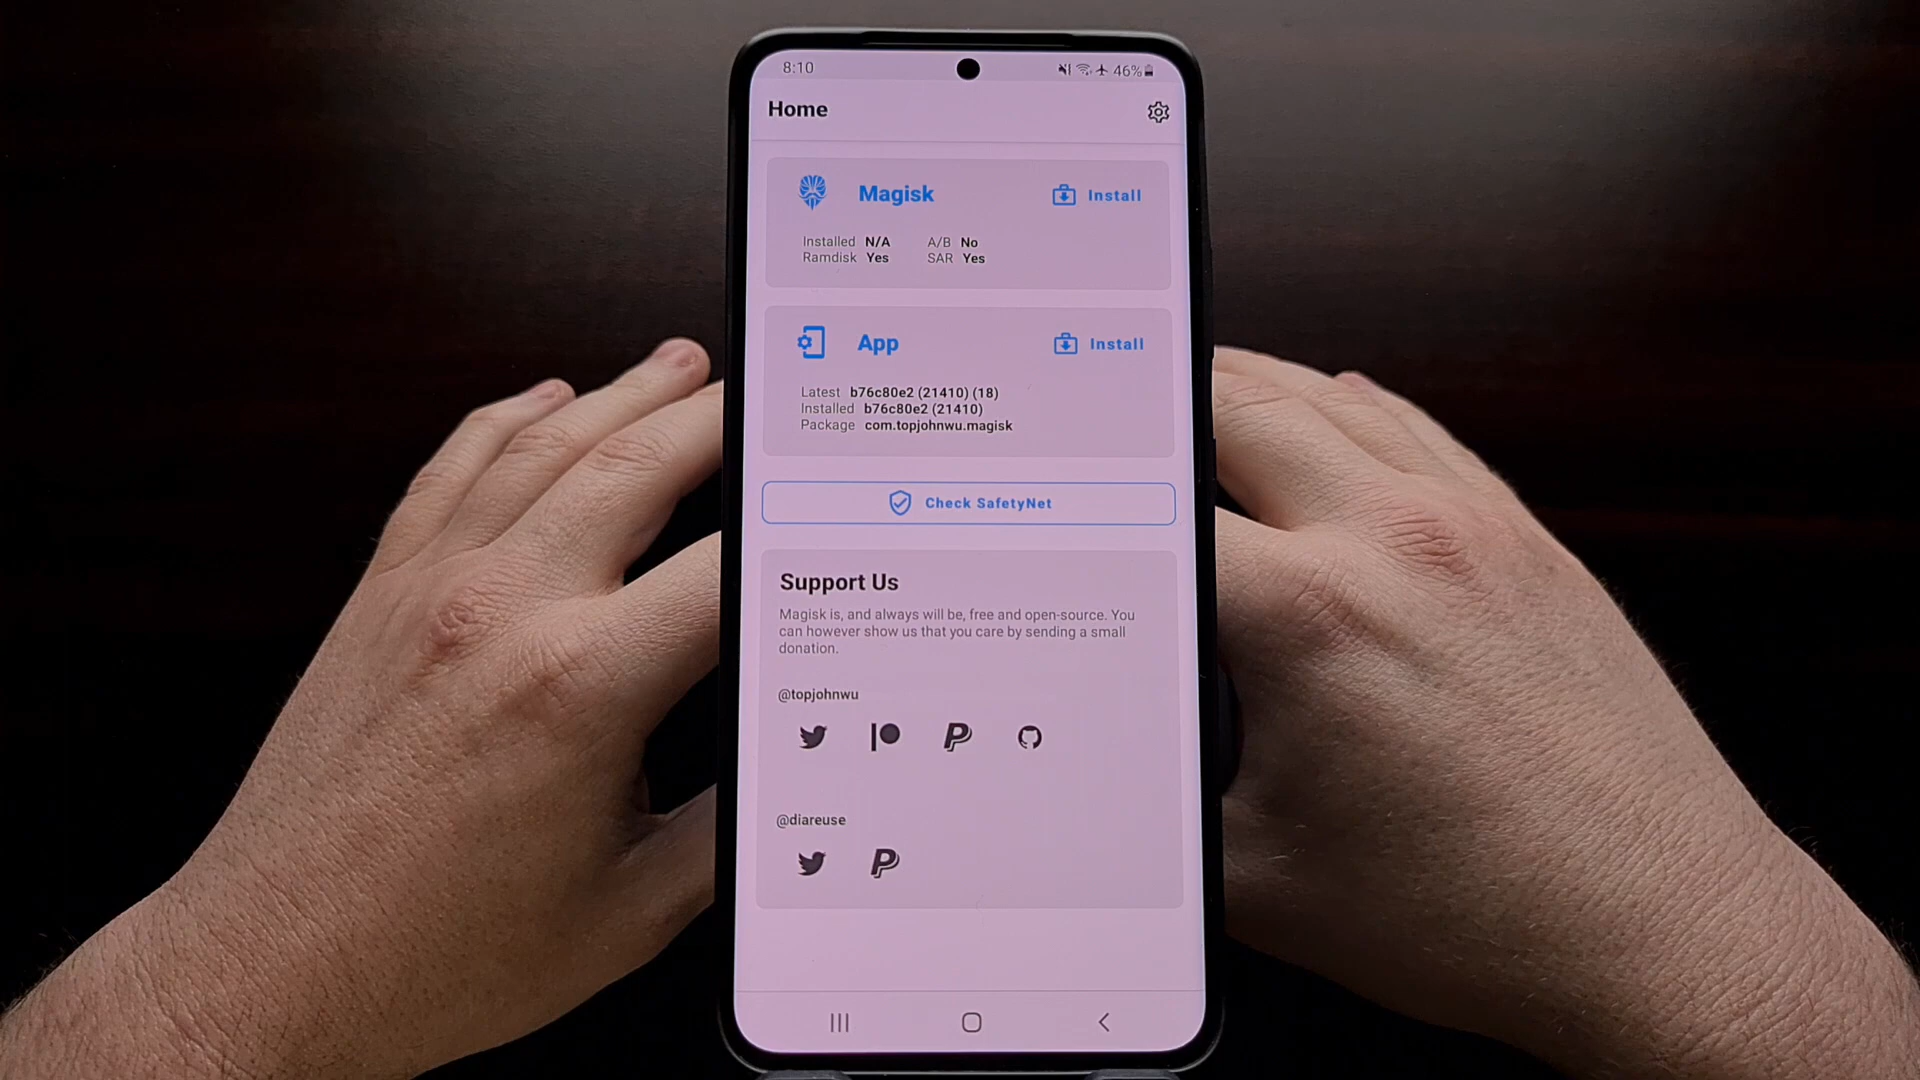 8:10 46%
Home
Magisk Install
Installed N/A A/B No
Ramdisk Yes SAR Yes
App Install
Latest b76c80e2 (21410) (18)
Installed b76c80e2 (21410)
Package com.topjohnwu.magisk
Check SafetyNet
Support Us
Magisk is, and always will be, free and open-source. You
can however show us that you care by sending a small
donation.
@topjohnwu
@diareuse